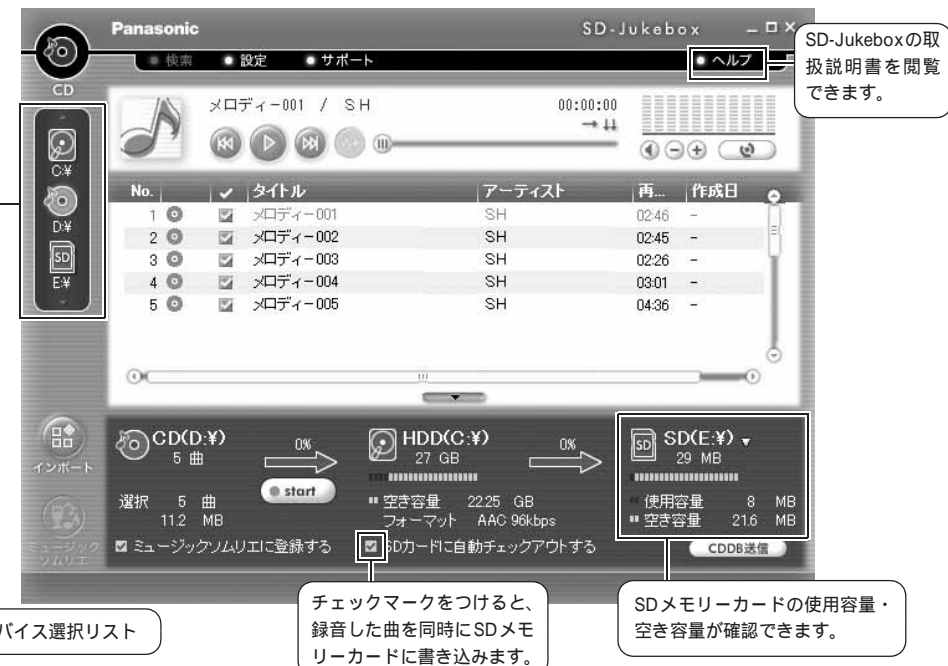 Panasonic
SD-Jukebox
検索 設定 サポート
ヘルプ
SD-Jukeboxの取
扱説明書を閲覧
できます。
CD
C:¥
D:¥
E:¥
メロディー001 / SH
00:00:00
No. タイトル アーティスト 再... 作成日
1 メロディー001 SH 02:46 -
2 メロディー002 SH 02:45 -
3 メロディー003 SH 02:26 -
4 メロディー004 SH 03:01 -
5 メロディー005 SH 04:36 -
インポート
ミュージック
ソムリエ
CD(D:¥)
5 曲
0%
start
選択 5 曲
11.2 MB
HDD(C:¥)
27 GB
0%
空き容量 22.25 GB
フォーマット AAC 96kbps
SD
SD(E:¥)
29 MB
使用容量 8 MB
空き容量 21.6 MB
ミュージックソムリエに登録する
SDカードに自動チェックアウトする
CDDB送信
バイス選択リスト
チェックマークをつけると、
録音した曲を同時にSDメモ
リーカードに書き込みます。
SDメモリーカードの使用容量・
空き容量が確認できます。